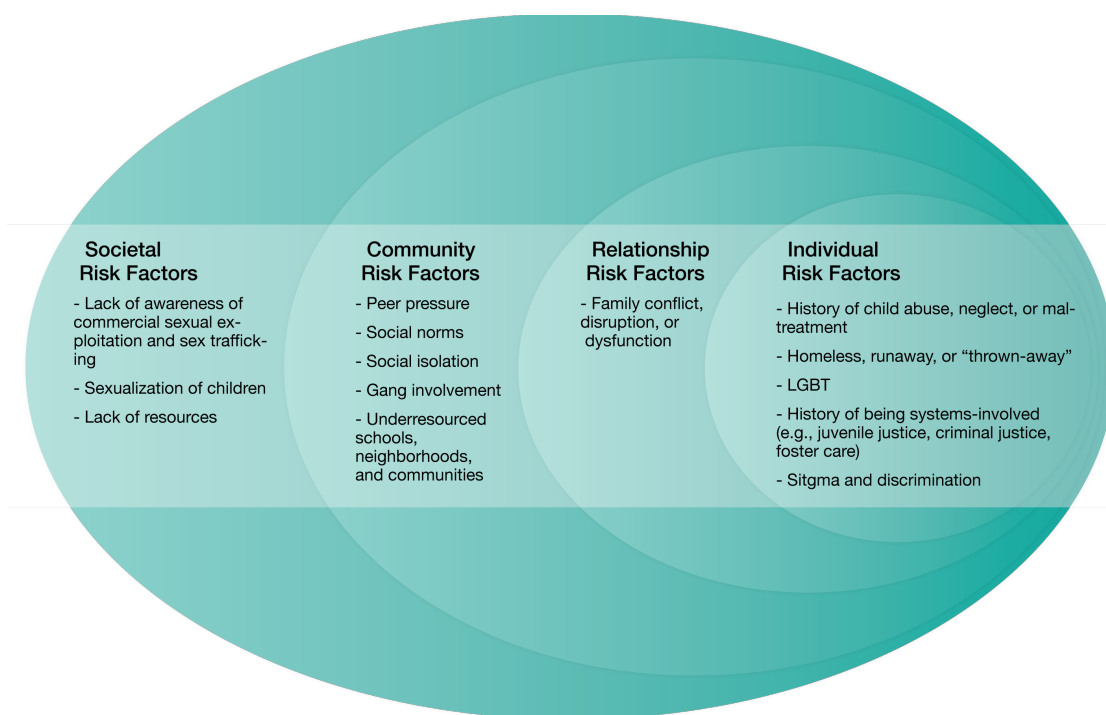 Societal
Risk Factors
- Lack of awareness of
commercial sexual ex-
ploitation and sex traffick-
ing
- Sexualization of children
- Lack of resources
Community
Risk Factors
- Peer pressure
- Social norms
- Social isolation
- Gang involvement
- Underresourced
schools,
neighborhoods,
and communities
Relationship
Risk Factors
- Family conflict,
disruption, or
dysfunction
Individual
Risk Factors
- History of child abuse, neglect, or mal-
treatment
- Homeless, runaway, or “thrown-away”
- LGBT
- History of being systems-involved
(e.g., juvenile justice, criminal justice,
foster care)
- Sitgma and discrimination